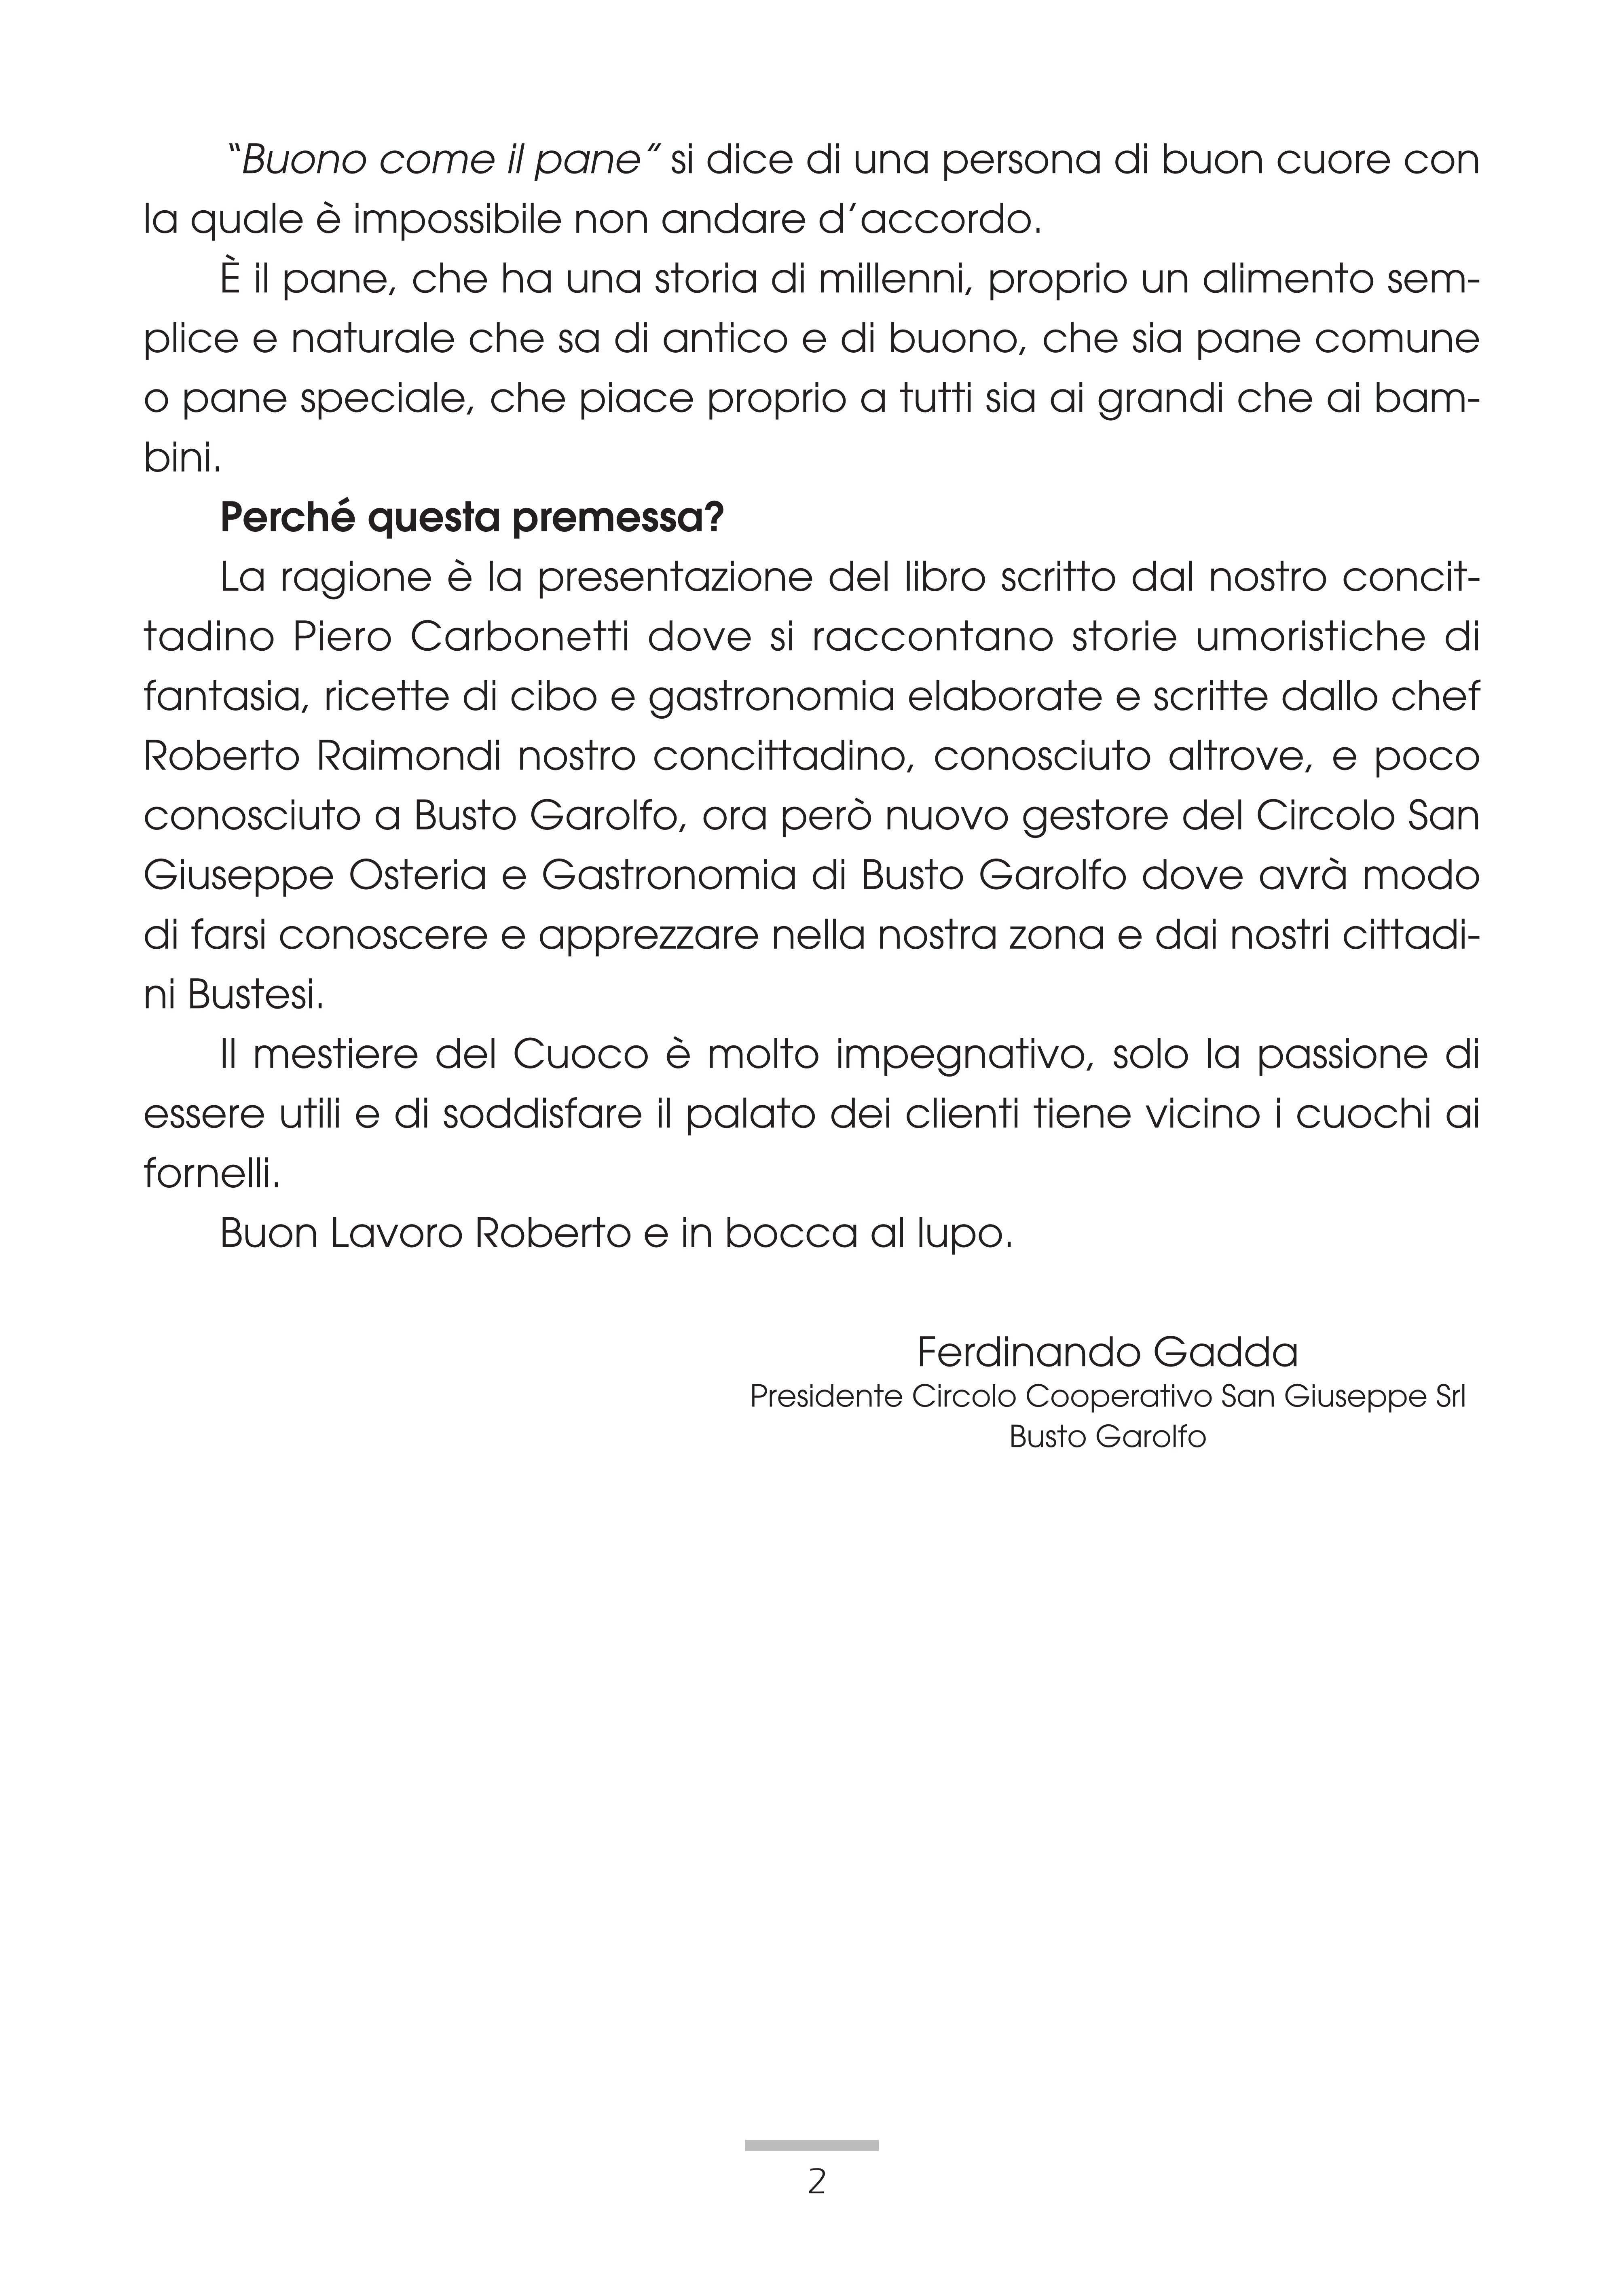 “Buono come il pane” si dice di una persona di buon cuore con
la quale è impossibile non andare d’accordo.
È il pane, che ha una storia di millenni, proprio un alimento sem-
plice e naturale che sa di antico e di buono, che sia pane comune
o pane speciale, che piace proprio a tutti sia ai grandi che ai bam-
bini.
Perché questa premessa?
La ragione è la presentazione del libro scritto dal nostro concit-
tadino Piero Carbonetti dove si raccontano storie umoristiche di
fantasia, ricette di cibo e gastronomia elaborate e scritte dallo chef
Roberto Raimondi nostro concittadino, conosciuto altrove, e poco
conosciuto a Busto Garolfo, ora però nuovo gestore del Circolo San
Giuseppe Osteria e Gastronomia di Busto Garolfo dove avrà modo
di farsi conoscere e apprezzare nella nostra zona e dai nostri cittadi-
ni Bustesi.
Il mestiere del Cuoco è molto impegnativo, solo la passione di
essere utili e di soddisfare il palato dei clienti tiene vicino i cuochi ai
fornelli.
Buon Lavoro Roberto e in bocca al lupo.
Ferdinando Gadda
Presidente Circolo Cooperativo San Giuseppe Srl
Busto Garolfo
2